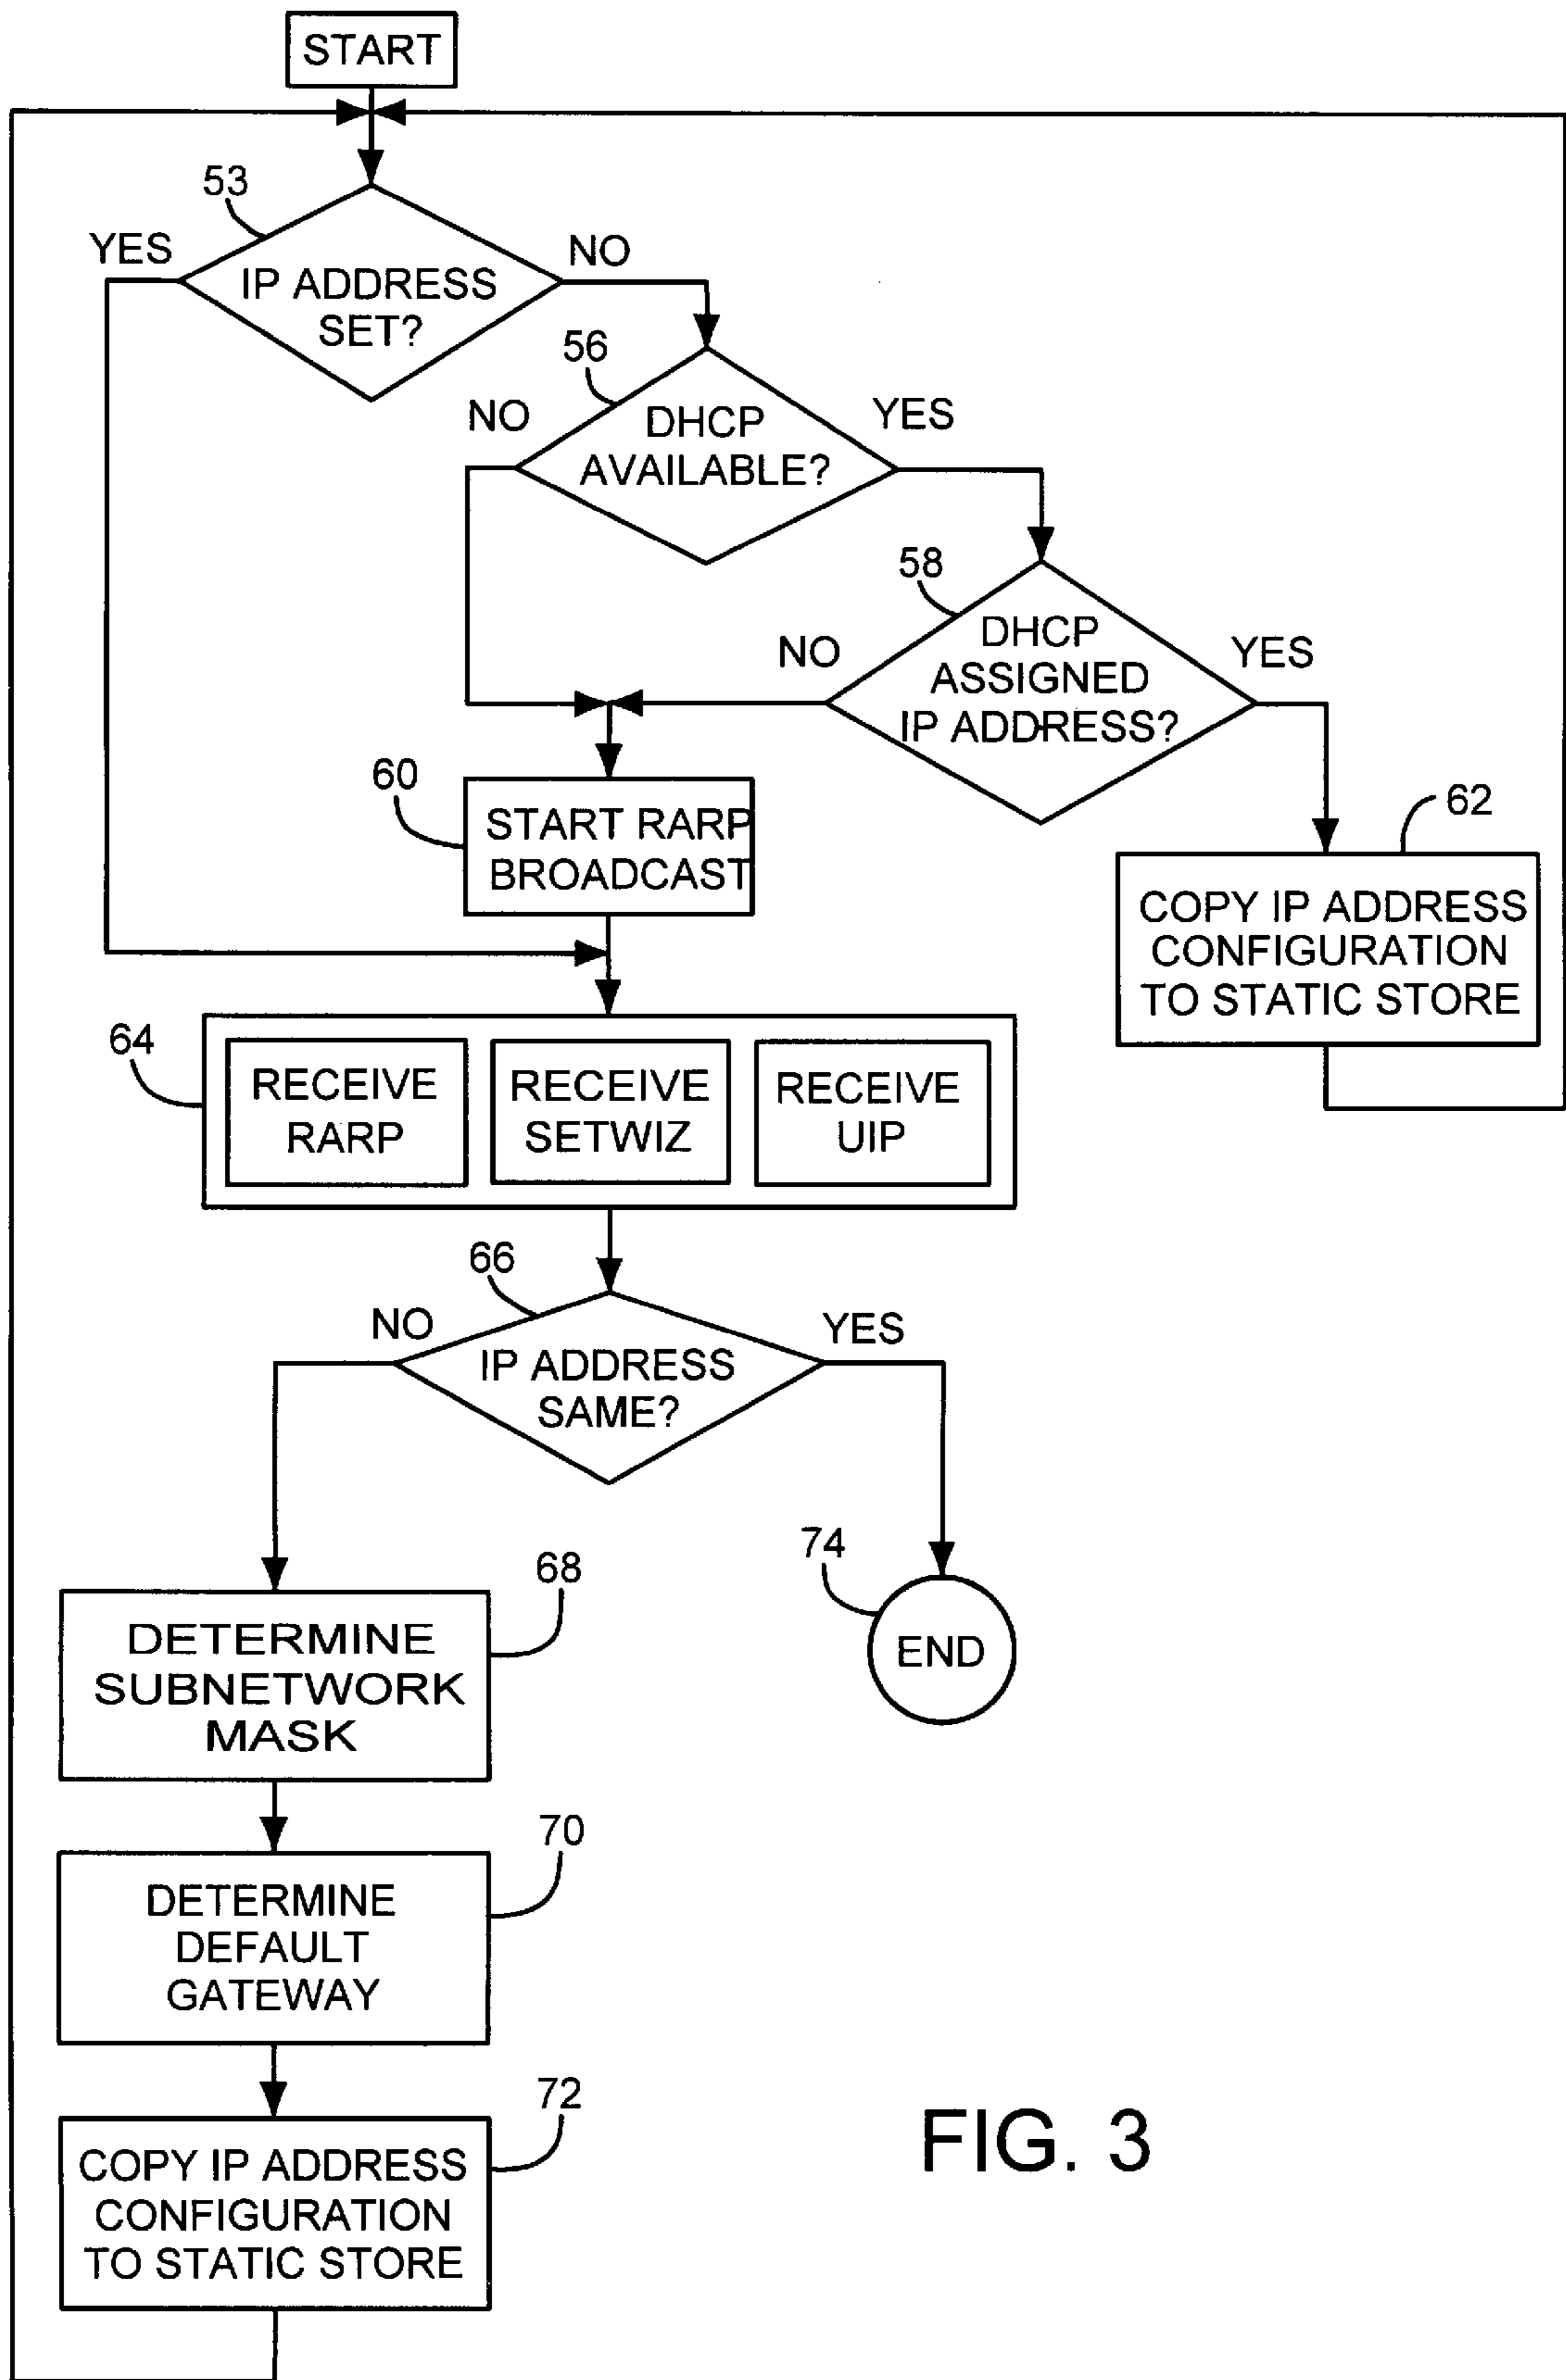 START
53
YES
NO
IP ADDRESS
SET?
56
NO
YES
DHCP
AVAILABLE?
58
NO
YES
DHCP
ASSIGNED
IP ADDRESS?
60
START RARP
BROADCAST
62
COPY IP ADDRESS
CONFIGURATION
TO STATIC STORE
64
RECEIVE
RARP
RECEIVE
SETWIZ
RECEIVE
UIP
66
NO
YES
IP ADDRESS
SAME?
68
DETERMINE
SUBNETWORK
MASK
74
END
70
DETERMINE
DEFAULT
GATEWAY
72
COPY IP ADDRESS
CONFIGURATION
TO STATIC STORE
FIG. 3